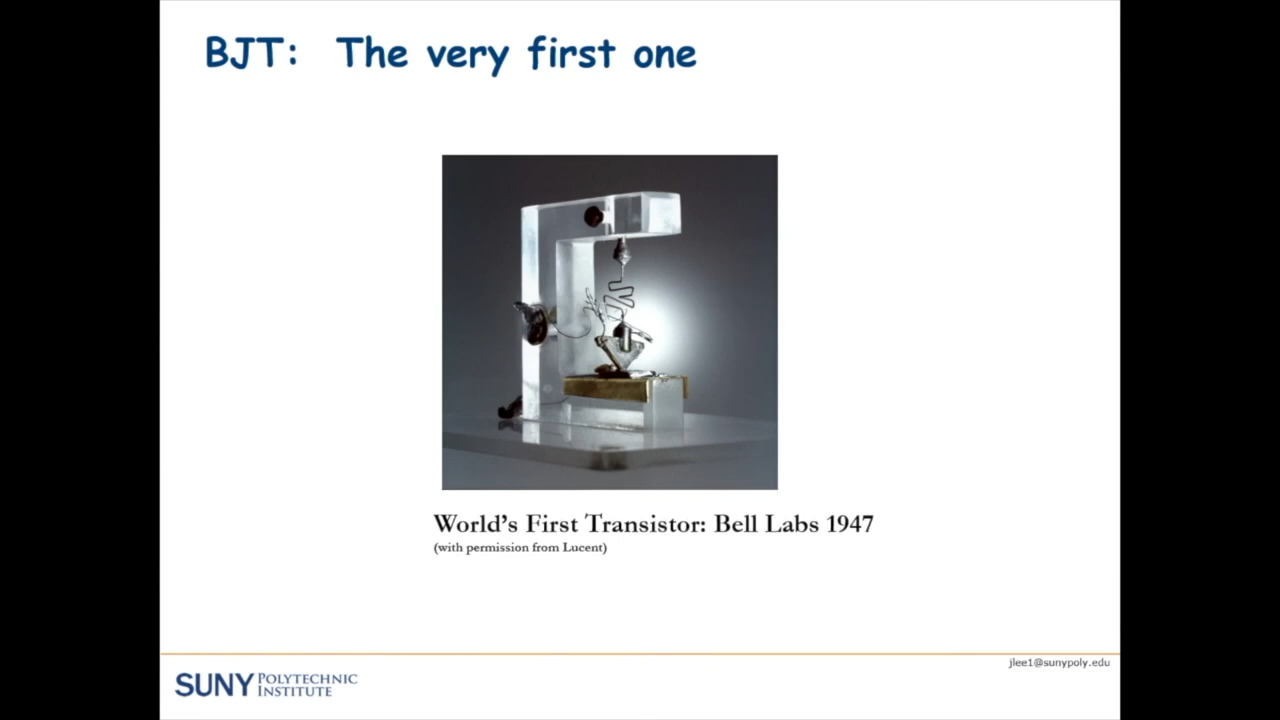 BJT: The very first one
World's First Transistor: Bell Labs 1947
(with permission from Lucent)
jlee1@sunypoly.edu
SUNY POLYTECHNIC
INSTITUTE